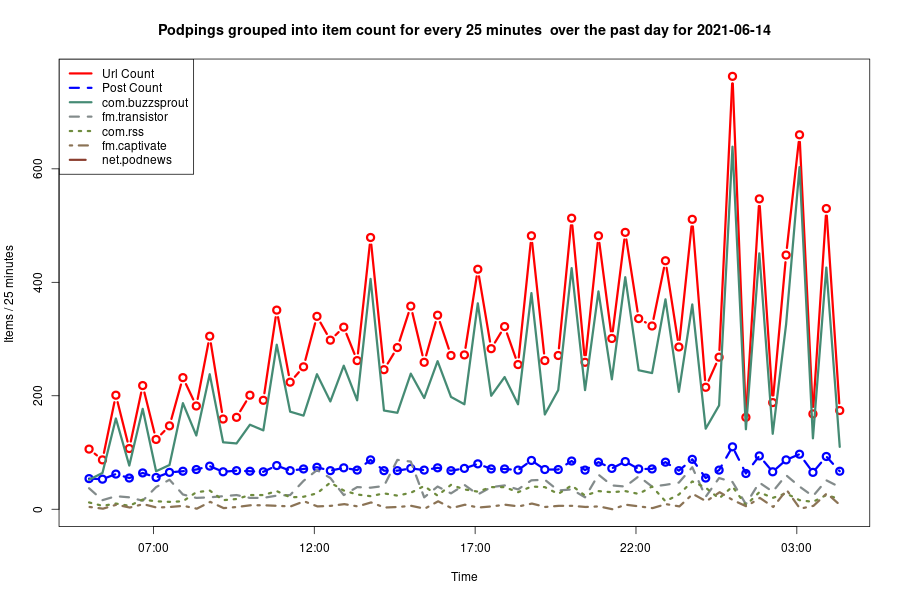 Podpings grouped into item count for every 25 minutes  over the past day for 2021-06-14
Url Count
Post Count
com.buzzsprout
fm.transistor
com.rss
fm.captivate
net.podnews
Items / 25 minutes
600
400
200
0
07:00 12:00 17:00 22:00 03:00
Time